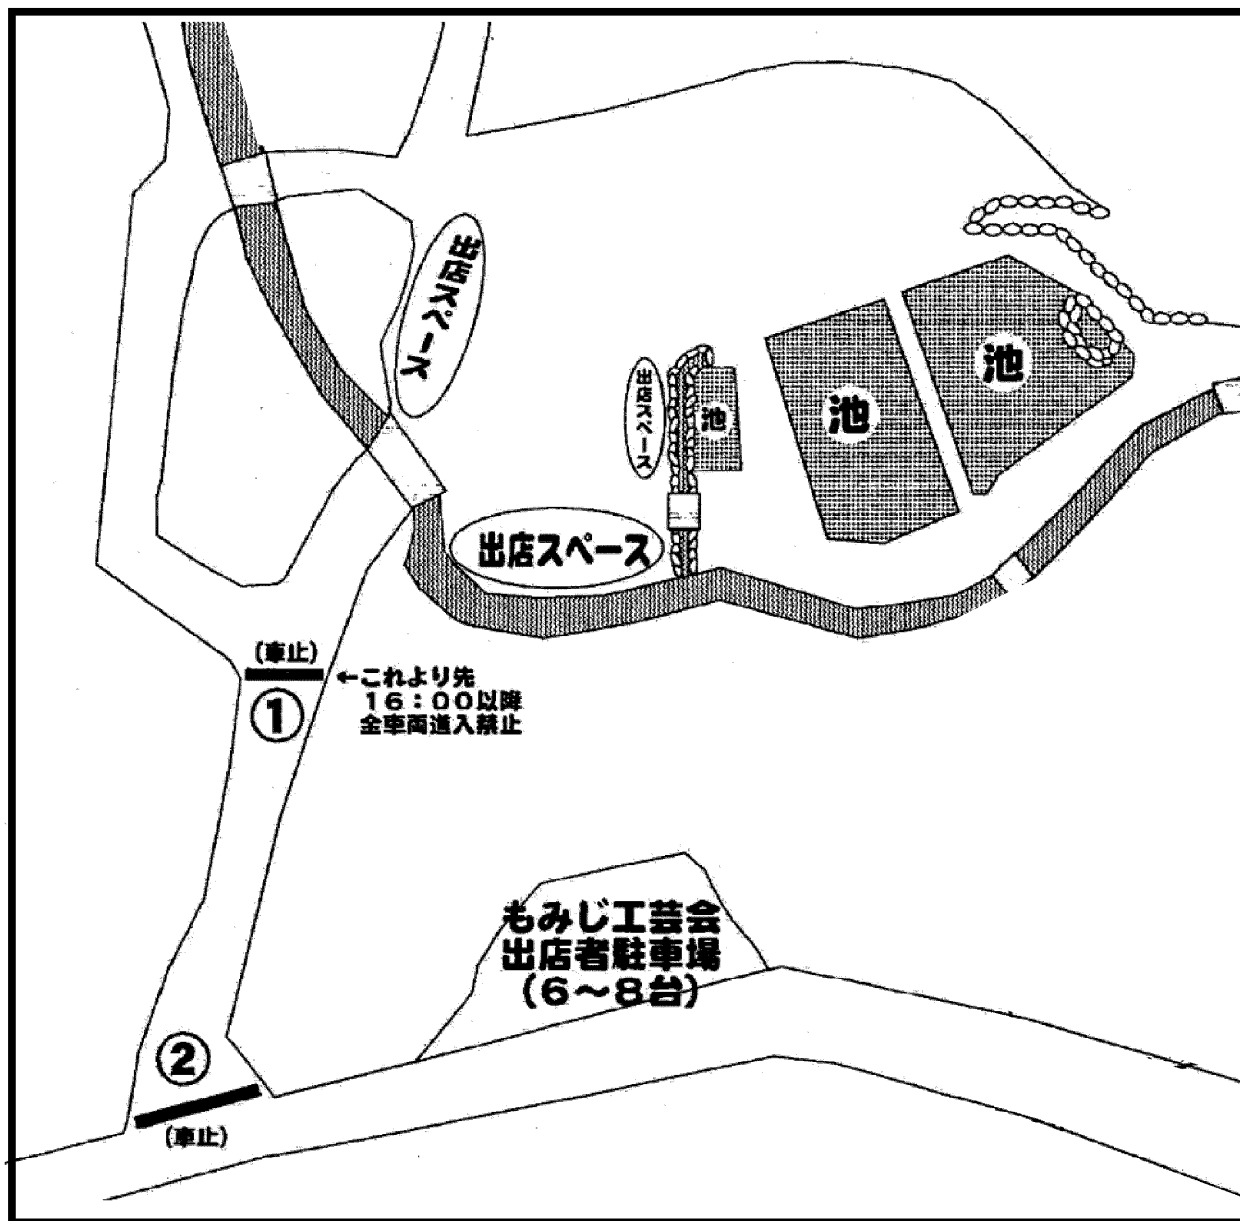 出店スペース
池
池
出店スペース
池
出店スペース
(車止)
←これより先
16:00以降
全車両進入禁止
①
もみじ工芸会
出店者駐車場
(6~8台)
②
(車止)